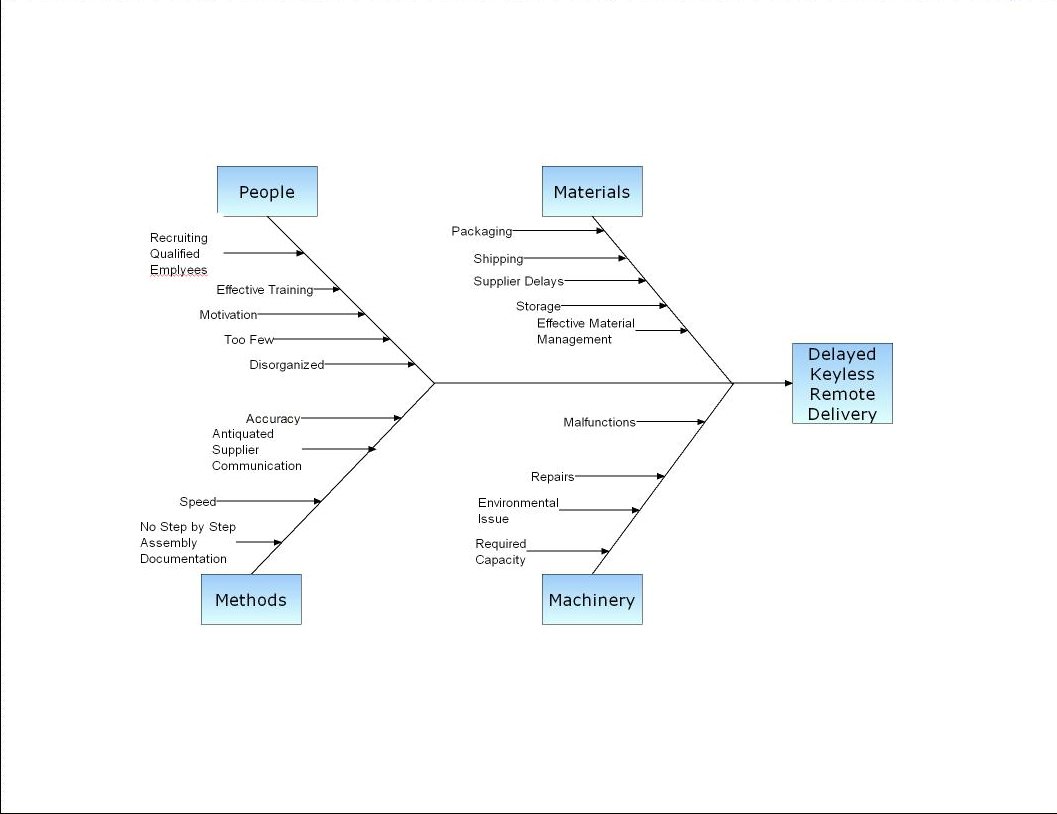 People
Recruiting
Qualified
Emplyees
Effective Training
Motivation
Too Few
Disorganized
Materials
Packaging
Shipping
Supplier Delays
Storage
Effective Material
Management
Delayed
Keyless
Remote
Delivery
Accuracy
Antiquated
Supplier
Communication
Speed
No Step by Step
Assembly
Documentation
Methods
Malfunctions
Repairs
Environmental
Issue
Required
Capacity
Machinery